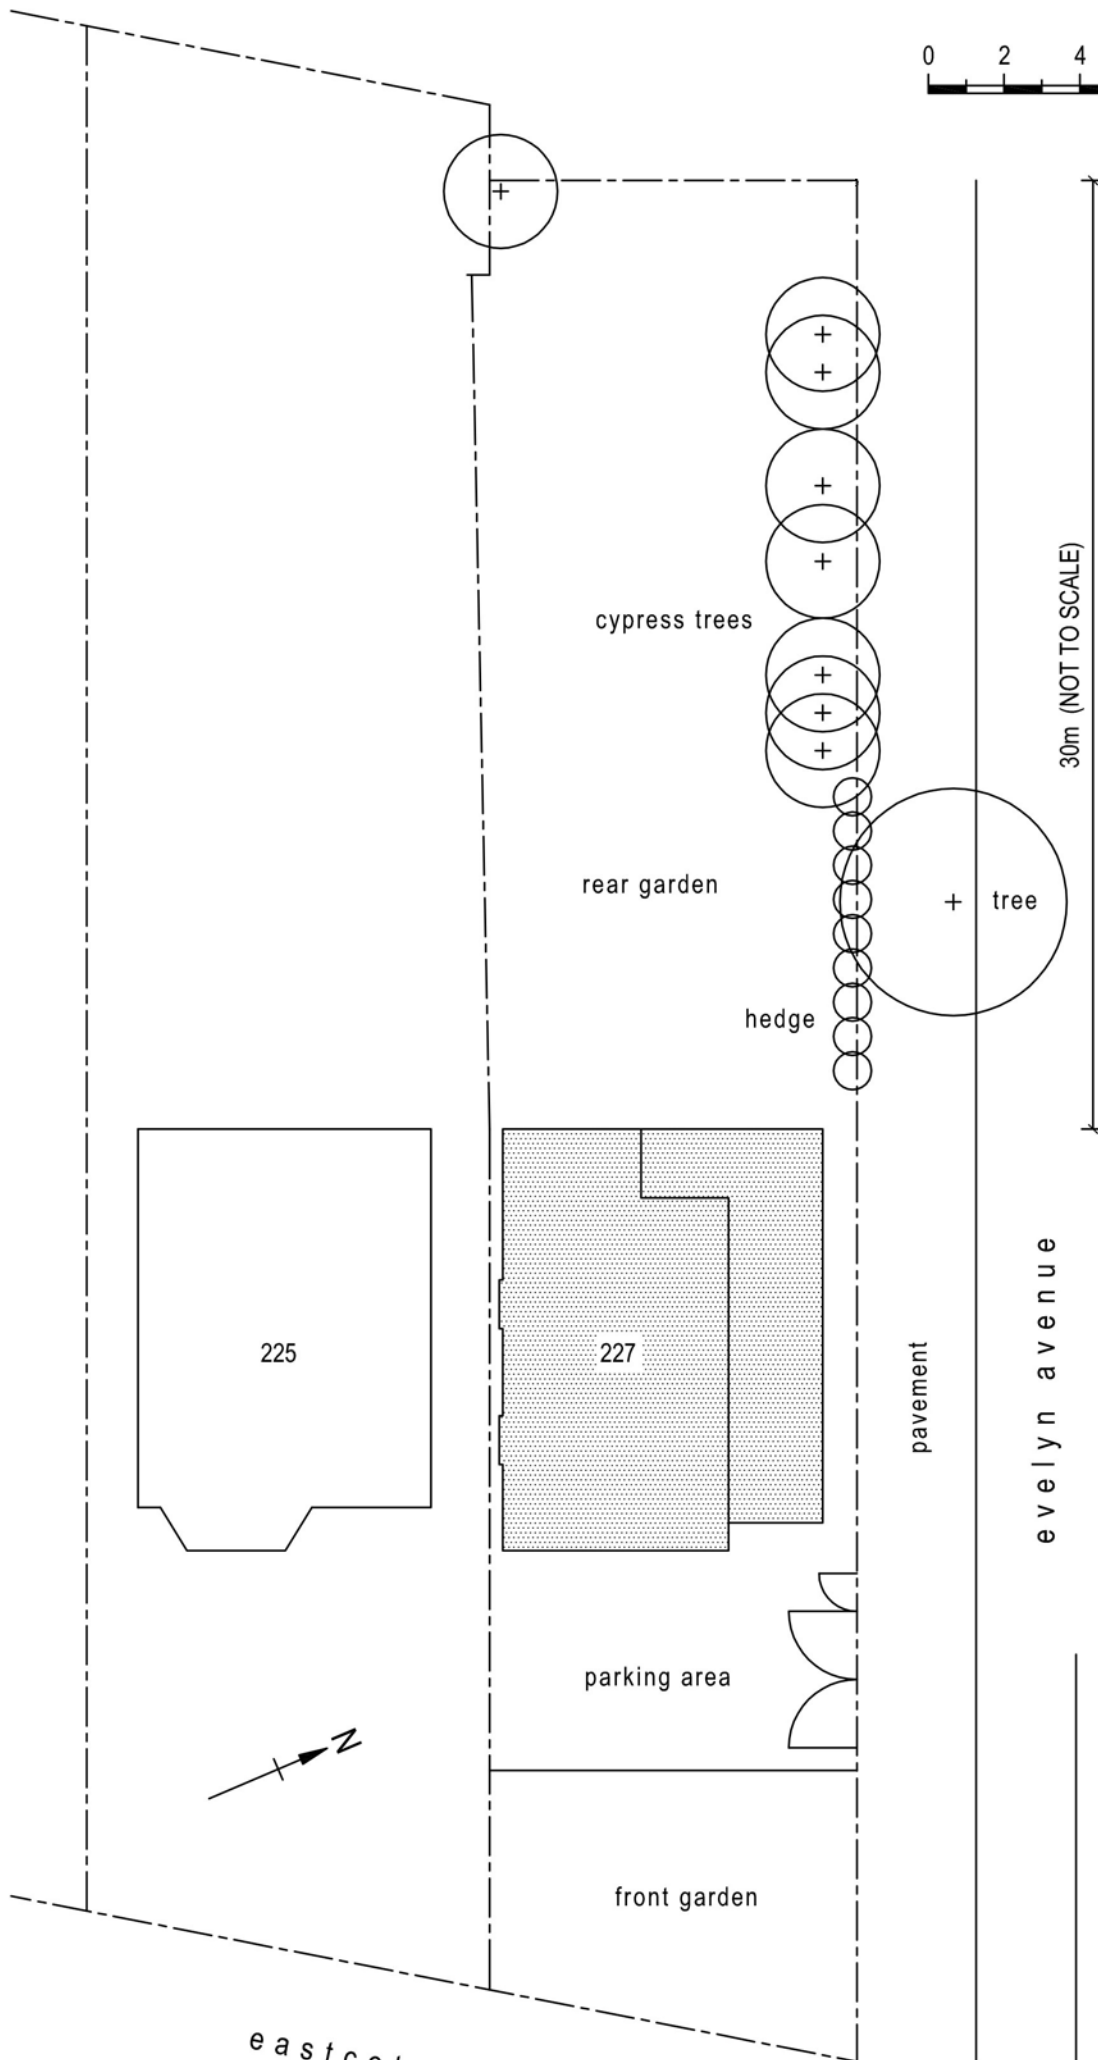 0 2 4
cypress trees
30m (NOT TO SCALE)
rear garden
tree
hedge
225
227
pavement
evelyn avenue
parking area
N
front garden